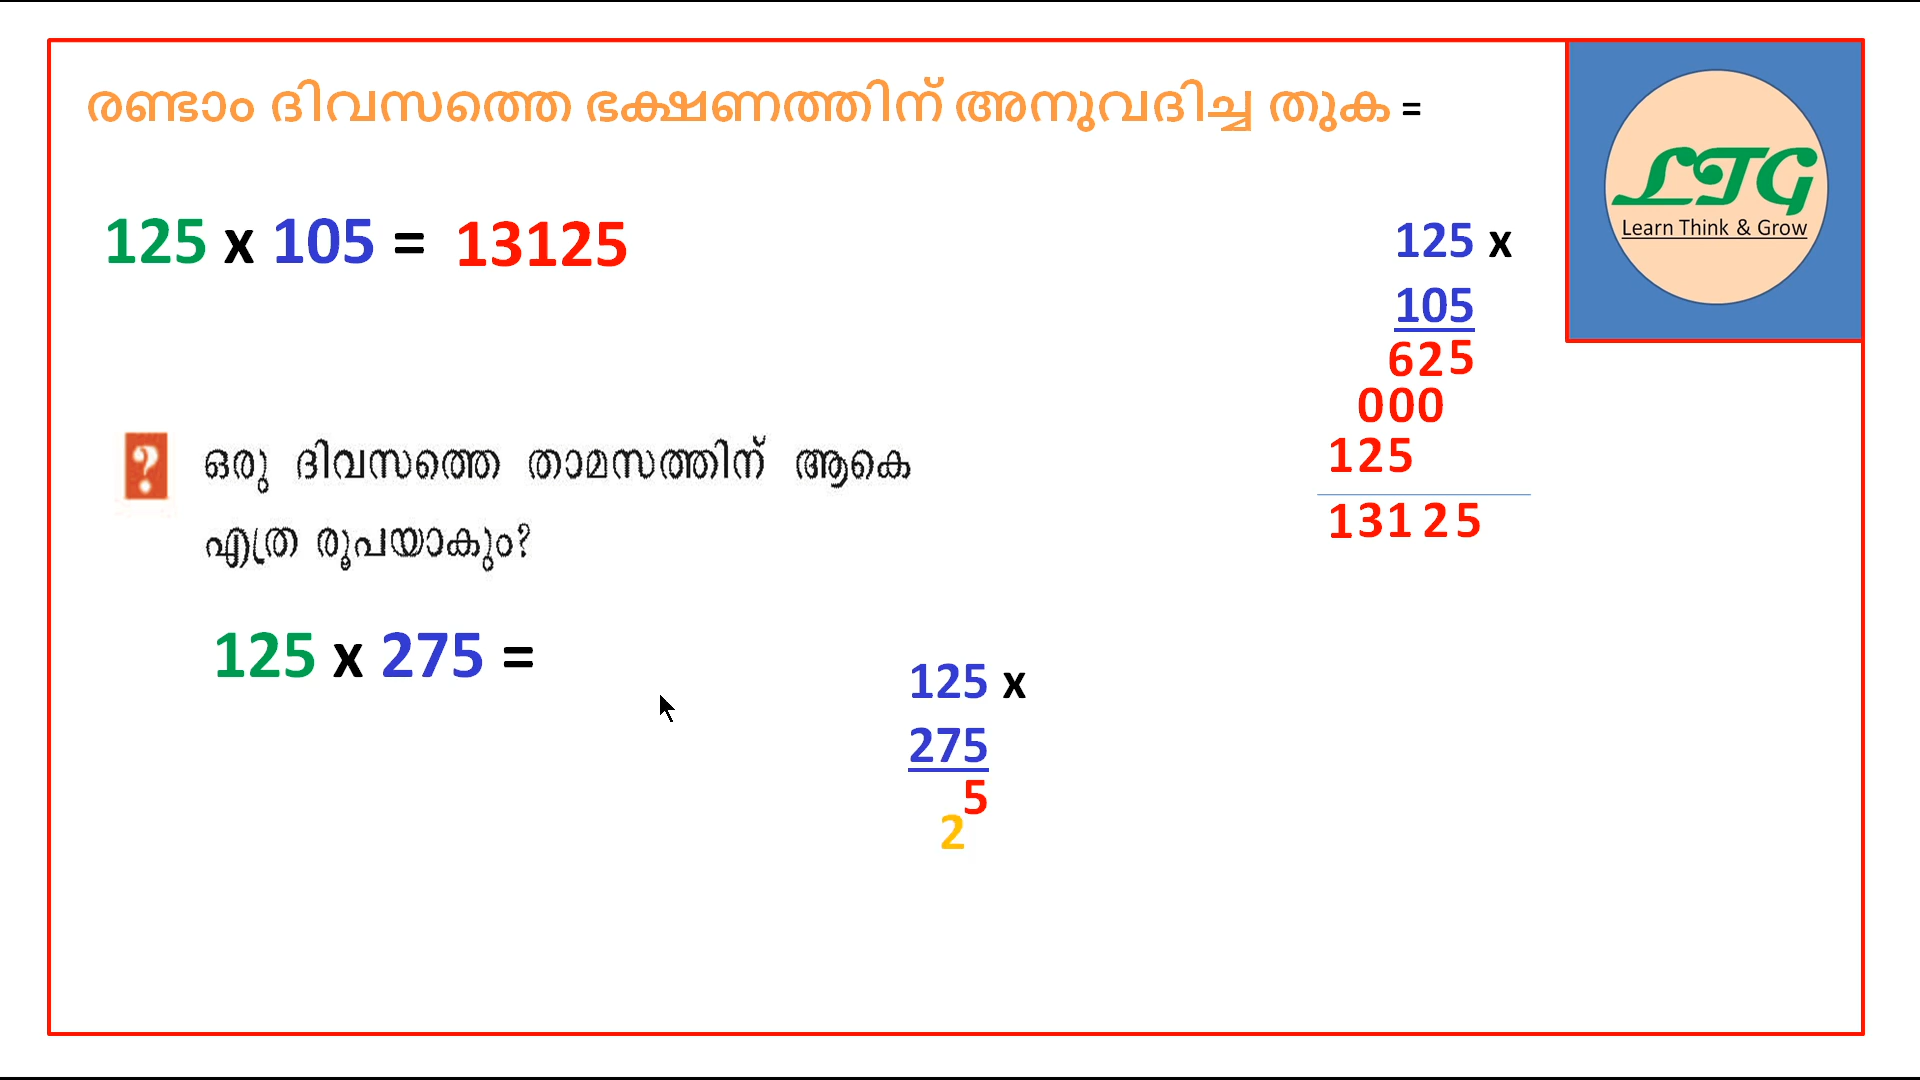 രണ്ടാം ദിവസത്തെ ഭക്ഷണത്തിന് അനുവദിച്ച തുക =
LTG
Learn Think & Grow
125 x 105 = 13125
125 x
105
625
000
125
13125
? ഒരു ദിവസത്തെ താമസത്തിന് ആകെ
എത്ര രൂപയാകും?
125 x 275 =
125 x
275
5
2